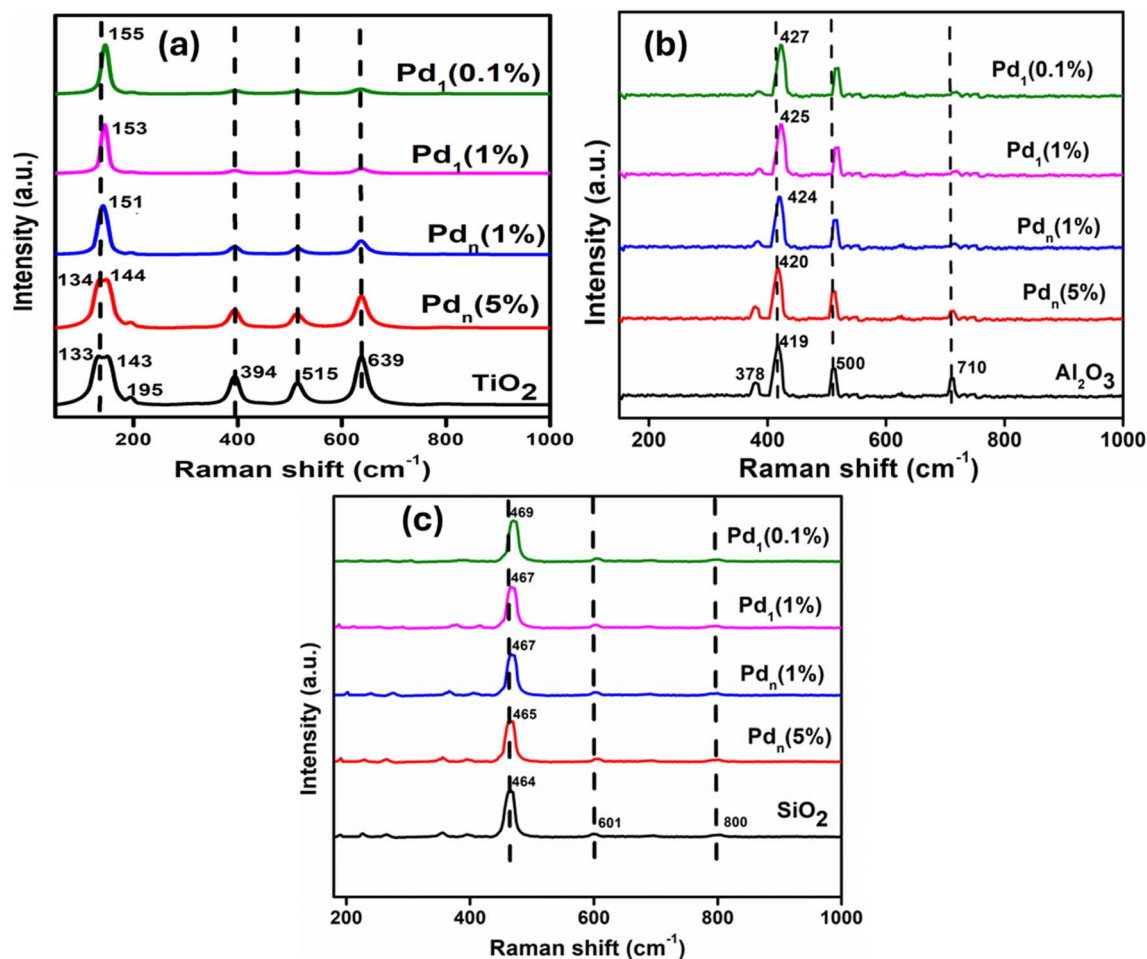 (a)
155
Pd₁(0.1%)
153
Pd₁(1%)
151
Pdₙ(1%)
134 144
Pdₙ(5%)
133 143
195
394
515
639
TiO₂
200 400 600 800 1000
Raman shift (cm⁻¹)
Intensity (a.u.)
(b)
427
Pd₁(0.1%)
425
Pd₁(1%)
424
Pdₙ(1%)
420
Pdₙ(5%)
419
378
500
710
Al₂O₃
200 400 600 800 1000
Raman shift (cm⁻¹)
Intensity (a.u.)
(c)
469
Pd₁(0.1%)
467
Pd₁(1%)
467
Pdₙ(1%)
465
Pdₙ(5%)
464
SiO₂
601
800
200 400 600 800 1000
Raman shift (cm⁻¹)
Intensity (a.u.)